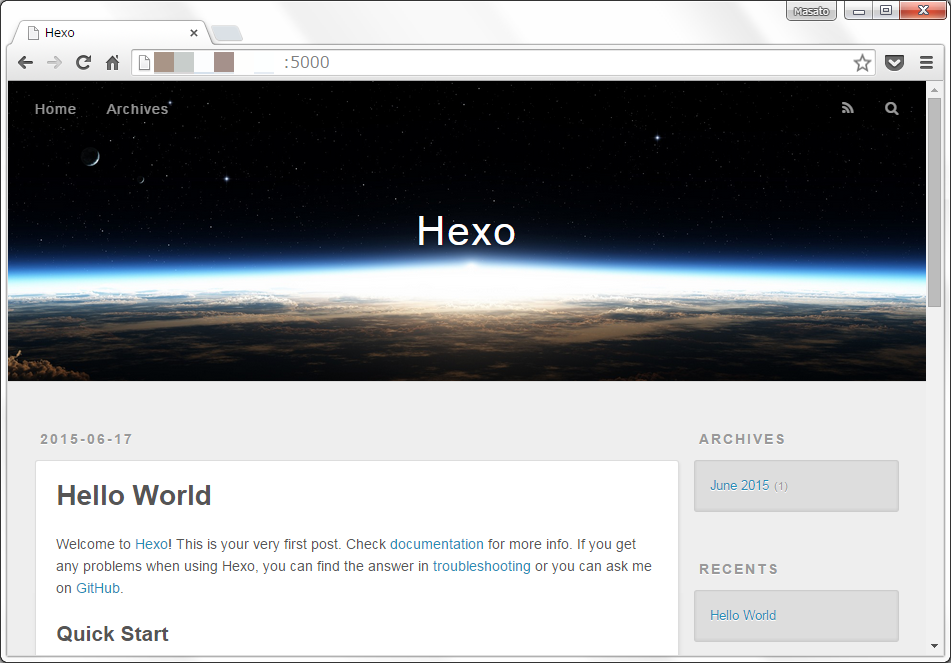 Masato
Hexo
:5000
Home Archives
Hexo
2015-06-17
Hello World
Welcome to Hexo! This is your very first post. Check documentation for more info. If you get
any problems when using Hexo, you can find the answer in troubleshooting or you can ask me
on GitHub.
Quick Start
ARCHIVES
June 2015 (1)
RECENTS
Hello World